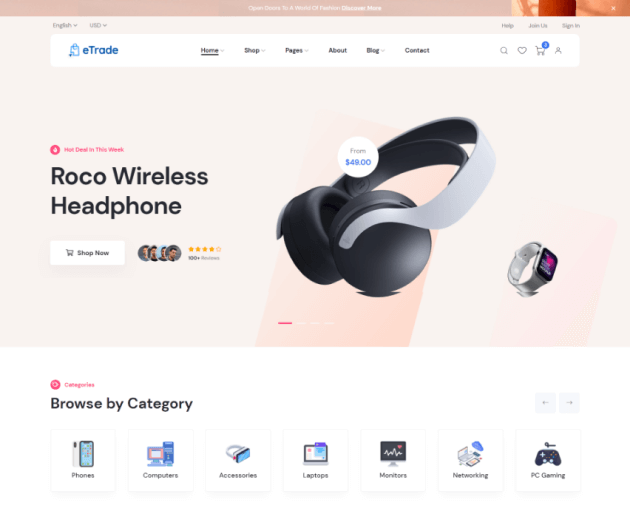 Open Doors To A World Of Fashion Discover More
English USD Help Join Us Sign In
eTrade Home Shop Pages About Blog Contact
From
$49.00
Hot Deal In This Week
Roco Wireless
Headphone
Shop Now
100+ Reviews
Categories
Browse by Category
Phones Computers Accessories Laptops Monitors Networking PC Gaming